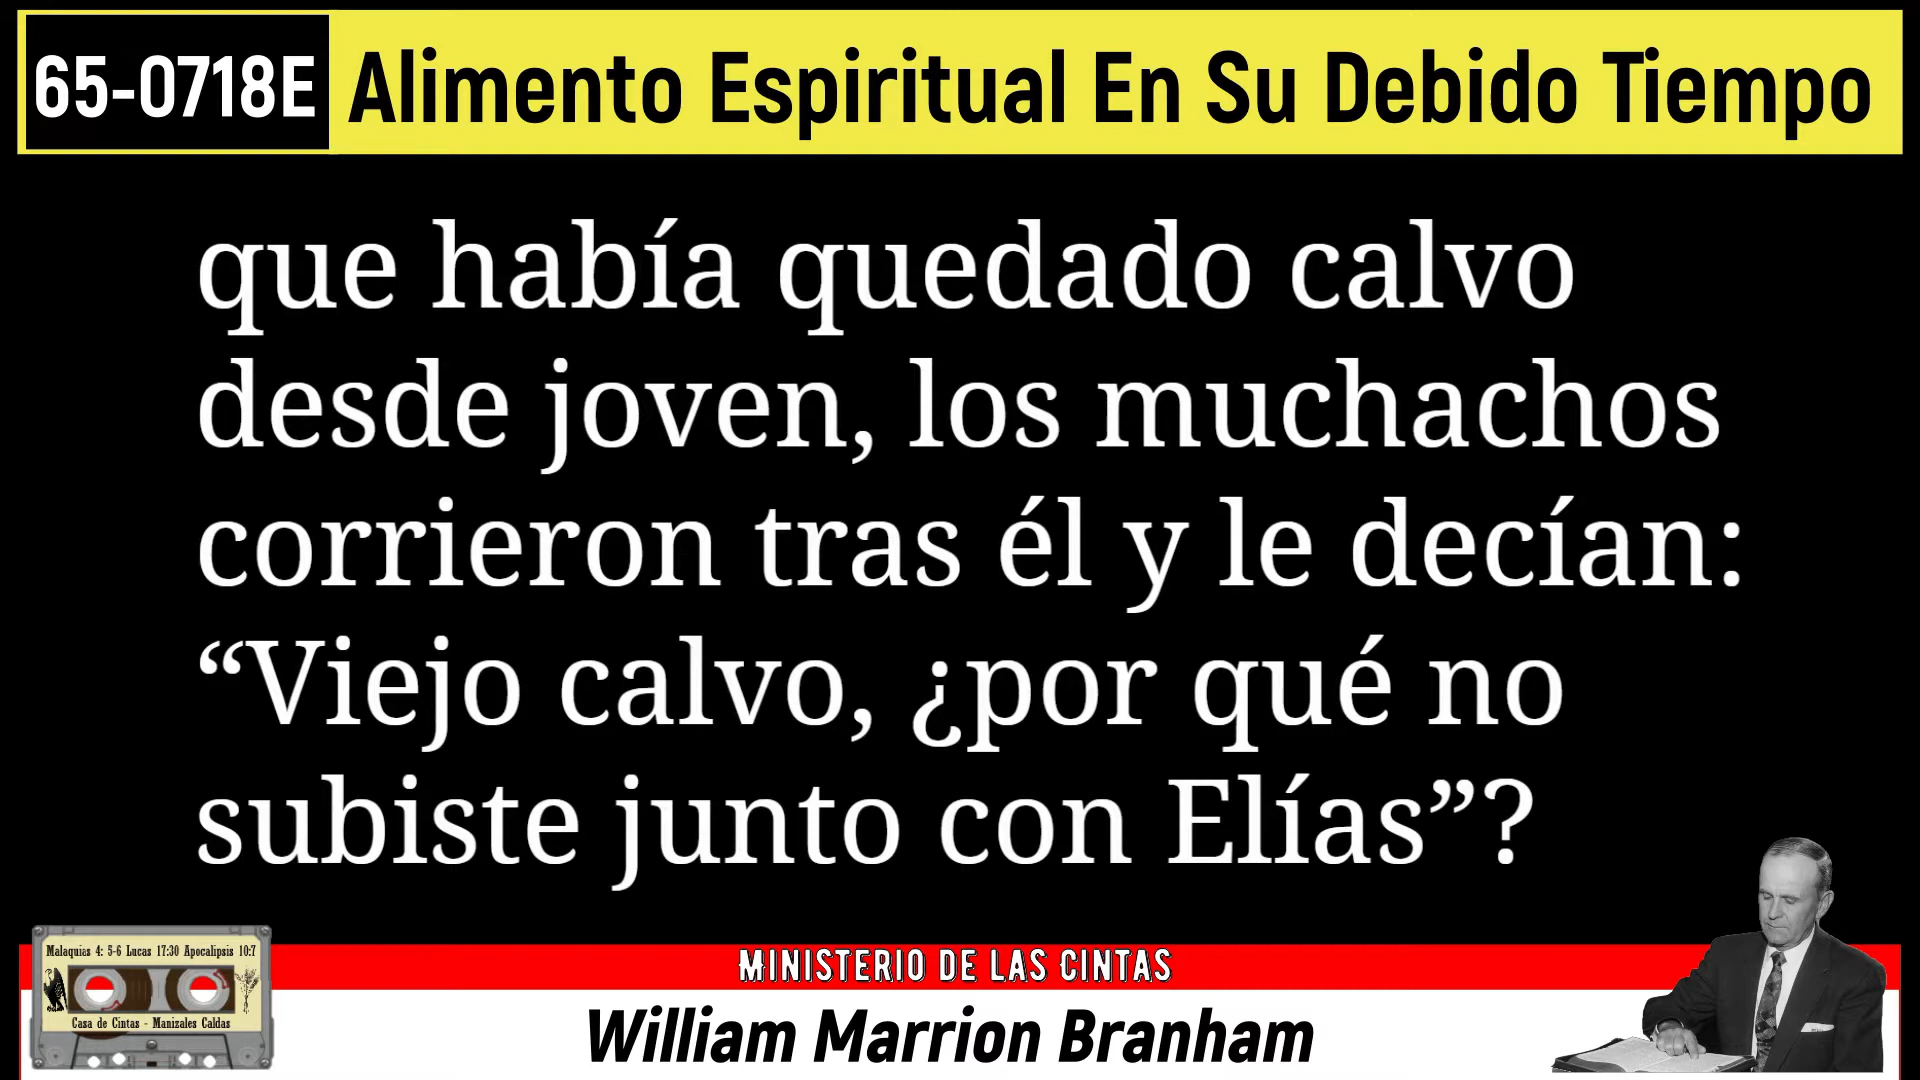 65-0718E Alimento Espiritual En Su Debido Tiempo
que había quedado calvo
desde joven, los muchachos
corrieron tras él y le decían:
“Viejo calvo, ¿por qué no
subiste junto con Elías”?
Malaquias 4: 5-6 Lucas 17:30 Apocalipsis 10:7
Casa de Cintas - Manizales Caldas
MINISTERIO DE LAS CINTAS
William Marrion Branham